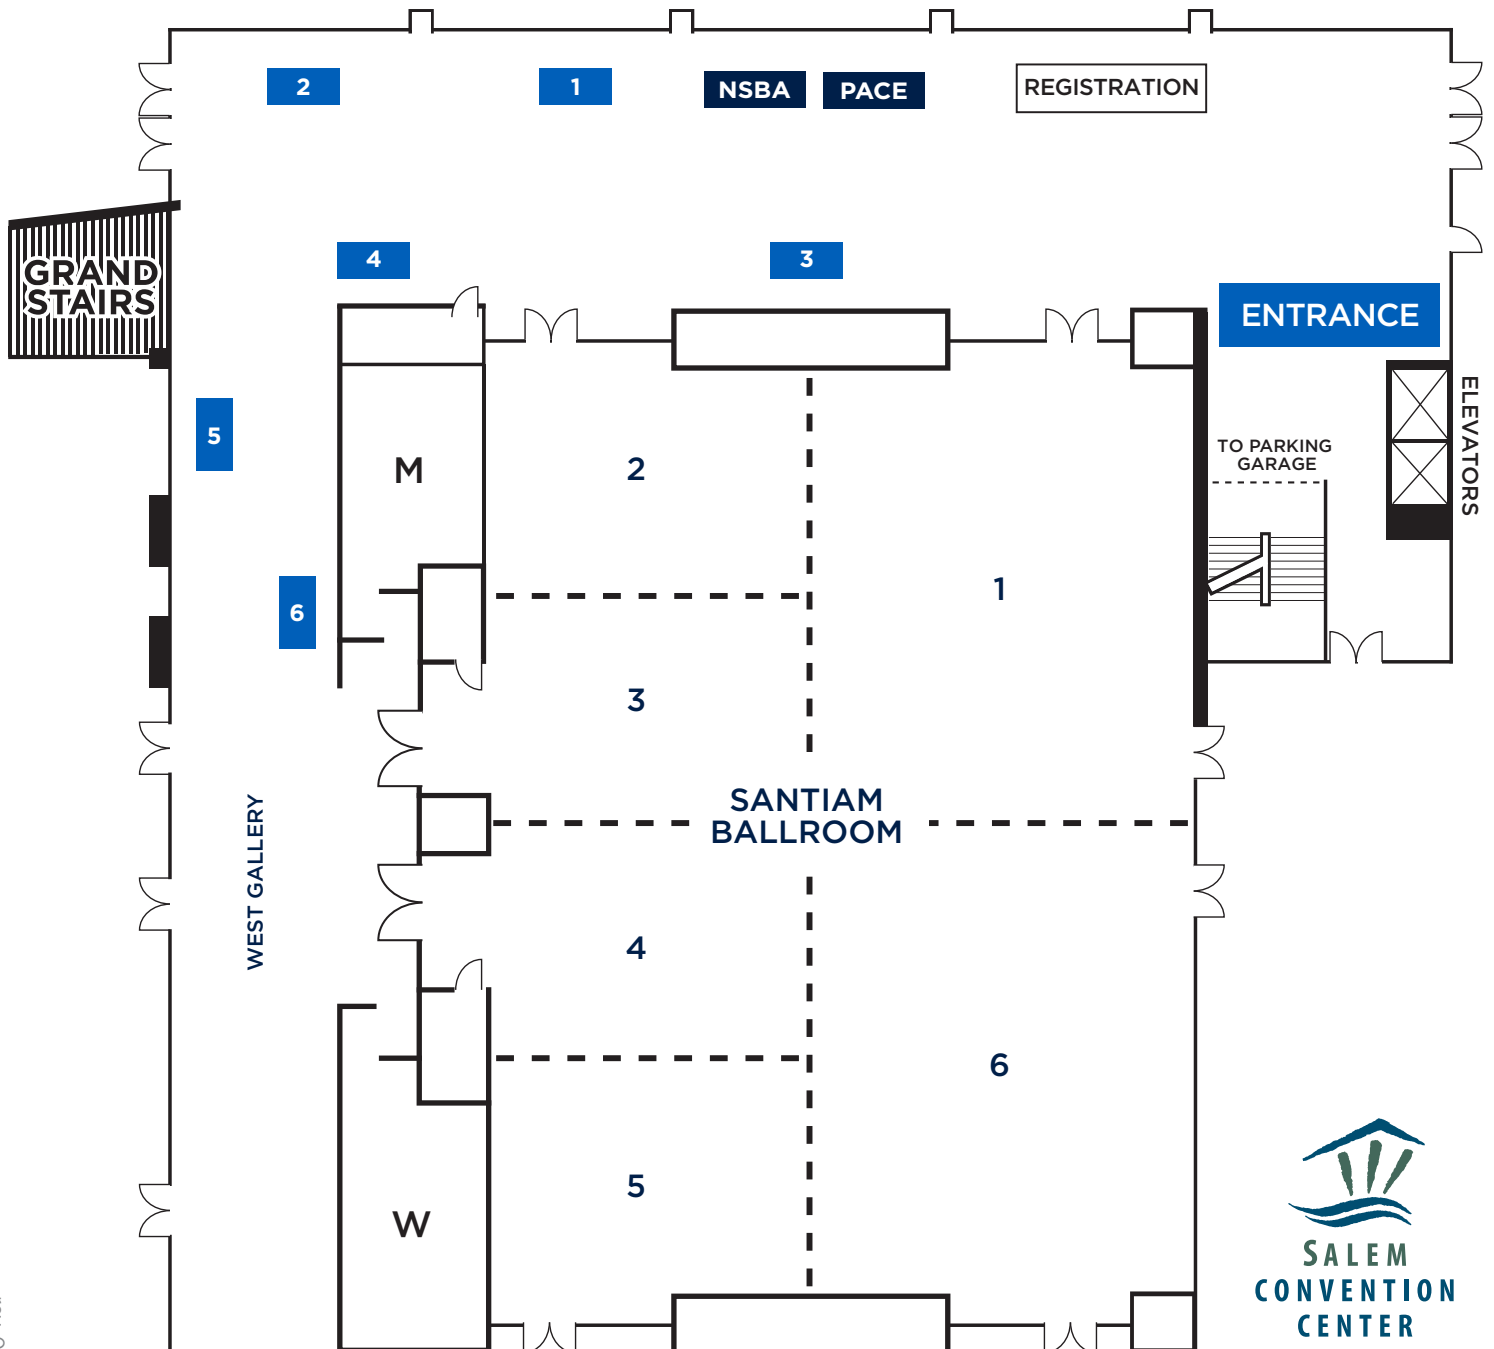 2
1
NSBA
PACE
REGISTRATION
GRAND
STAIRS
4
3
ENTRANCE
ELEVATORS
5
M
2
TO PARKING
GARAGE
6
1
3
SANTIAM
BALLROOM
WEST GALLERY
4
6
5
W
SALEM
CONVENTION
CENTER